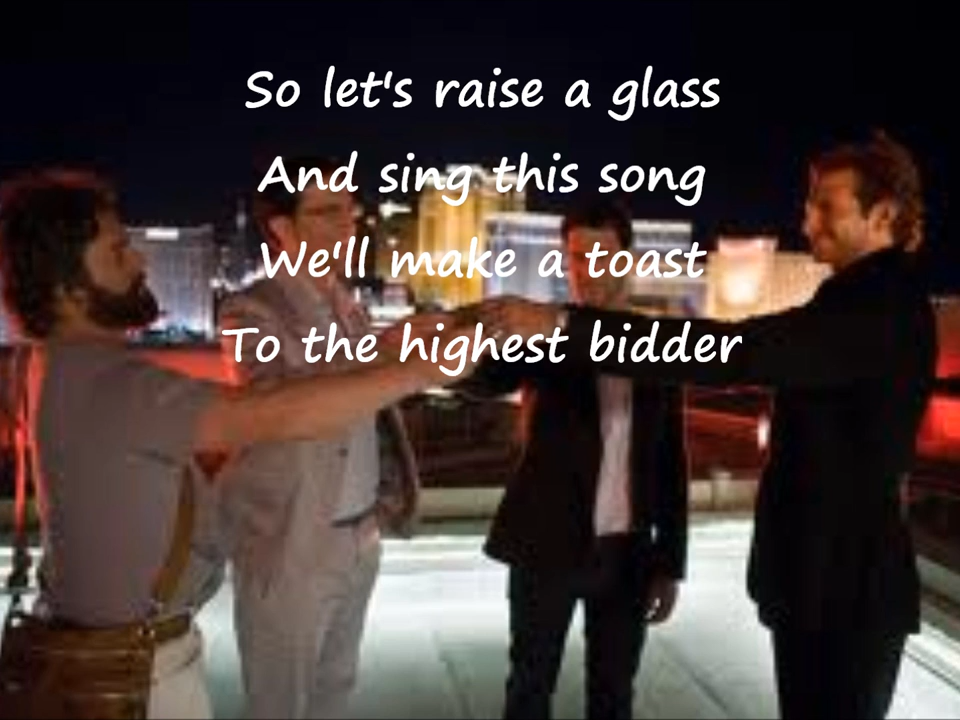 So let's raise a glass
And sing this song
We'll make a toast
To the highest bidder